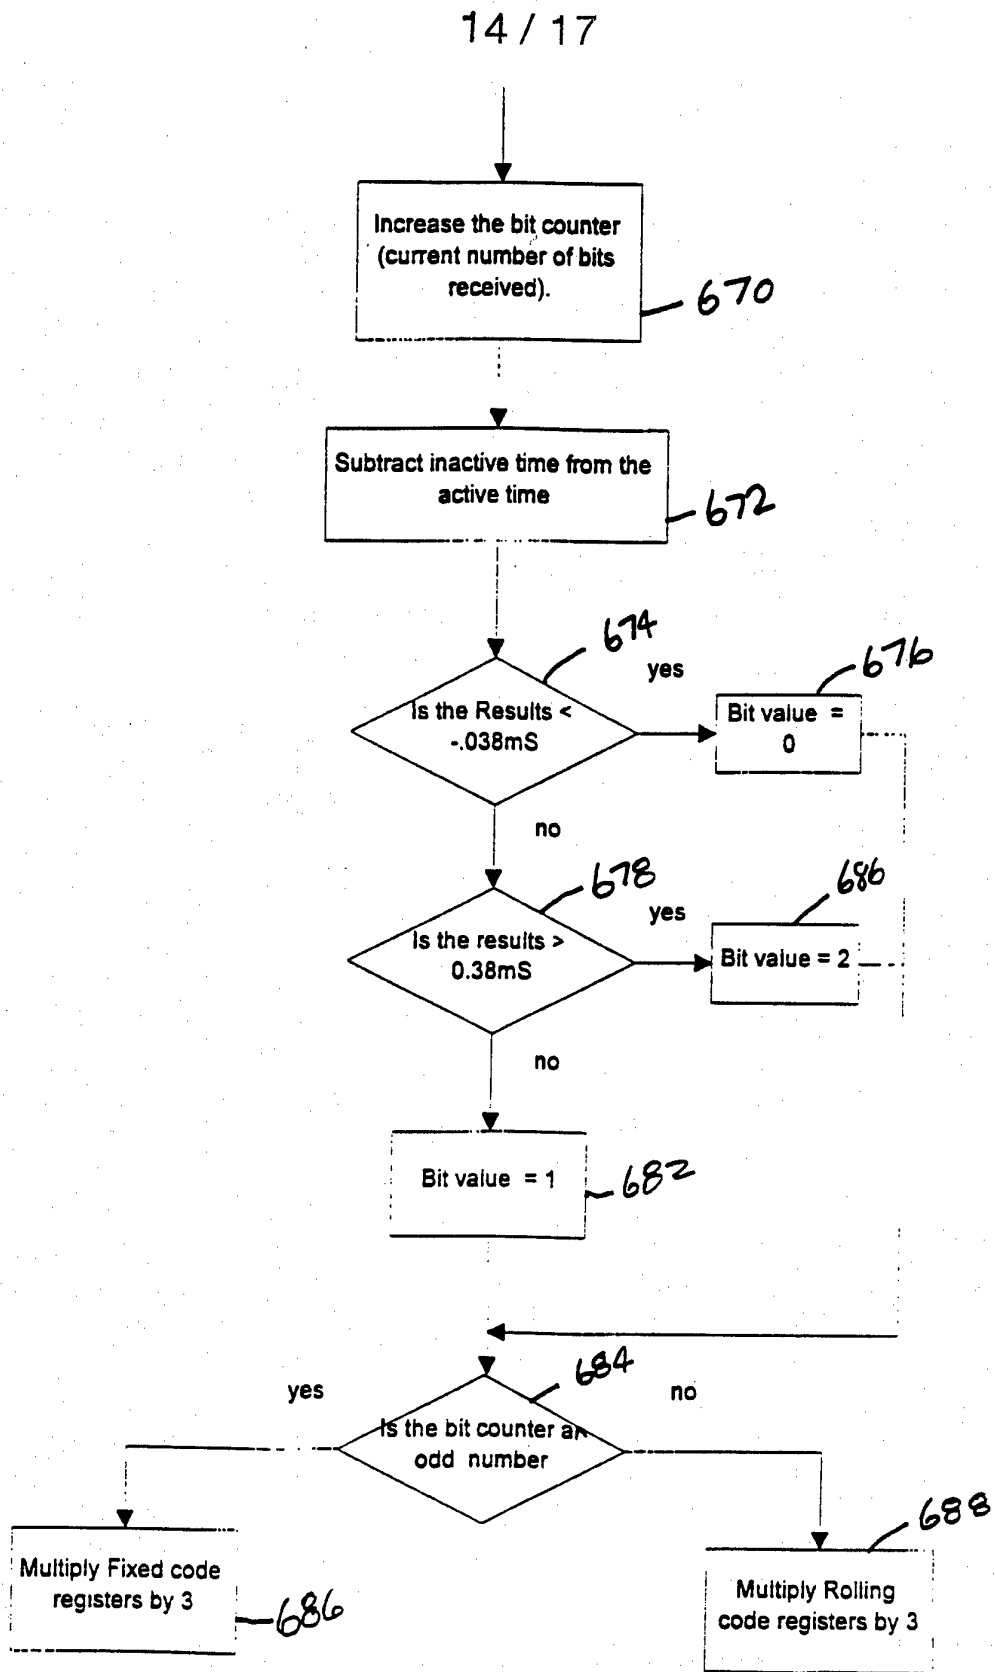 14 / 17
Increase the bit counter
(current number of bits
received).
670
Subtract inactive time from the
active time
672
674
yes
676
Is the Results <
-.038mS
Bit value =
0
no
678
yes
686
Is the results >
0.38mS
Bit value = 2
no
Bit value = 1
682
684
yes
no
Is the bit counter an
odd number
688
Multiply Fixed code
registers by 3
686
Multiply Rolling
code registers by 3